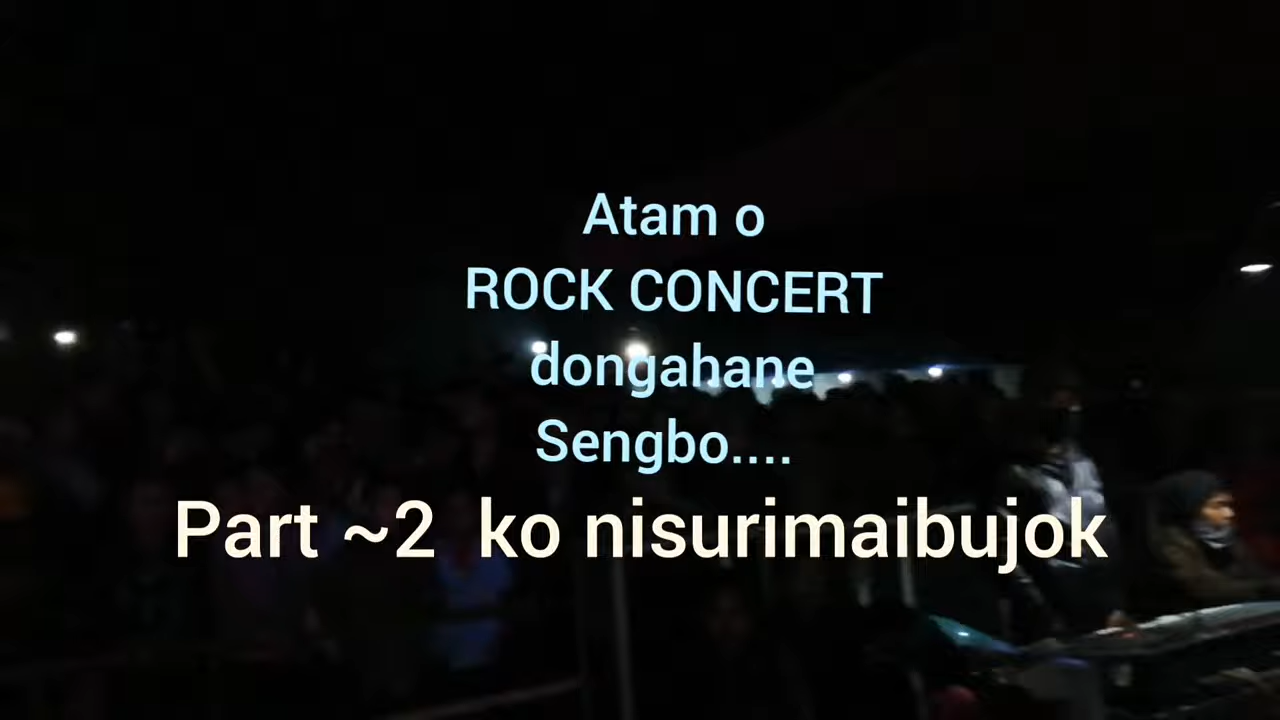 Atam o
ROCK CONCERT
dongahane
Sengbo....
Part ~2 ko nisurimaibujok